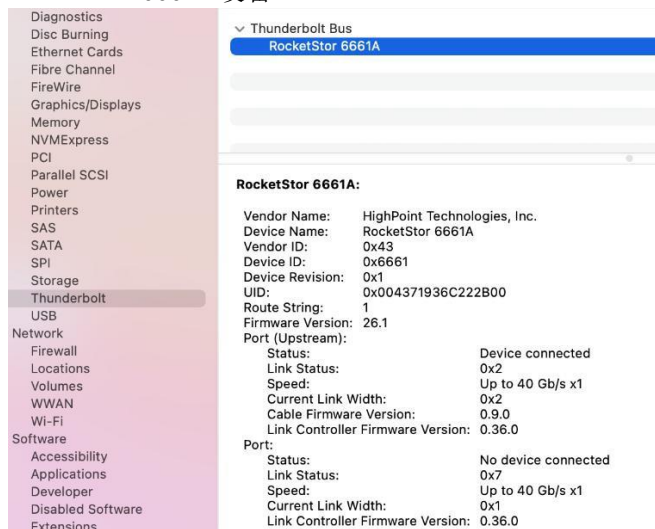 Diagnostics
Disc Burning
Ethernet Cards
Fibre Channel
FireWire
Graphics/Displays
Memory
NVMExpress
PCI
Parallel SCSI
Power
Printers
SAS
SATA
SPI
Storage
Thunderbolt
USB
Network
Firewall
Locations
Volumes
WWAN
Wi-Fi
Software
Accessibility
Applications
Developer
Disabled Software
Extensions
Thunderbolt Bus
RocketStor 6661A
RocketStor 6661A:
Vendor Name: HighPoint Technologies, Inc.
Device Name: RocketStor 6661A
Vendor ID: 0x43
Device ID: 0x6661
Device Revision: 0x1
UID: 0x004371936C222B00
Route String: 1
Firmware Version: 26.1
Port (Upstream):
Status: Device connected
Link Status: 0x2
Speed: Up to 40 Gb/s x1
Current Link Width: 0x2
Cable Firmware Version: 0.9.0
Link Controller Firmware Version: 0.36.0
Port:
Status: No device connected
Link Status: 0x7
Speed: Up to 40 Gb/s x1
Current Link Width: 0x1
Link Controller Firmware Version: 0.36.0